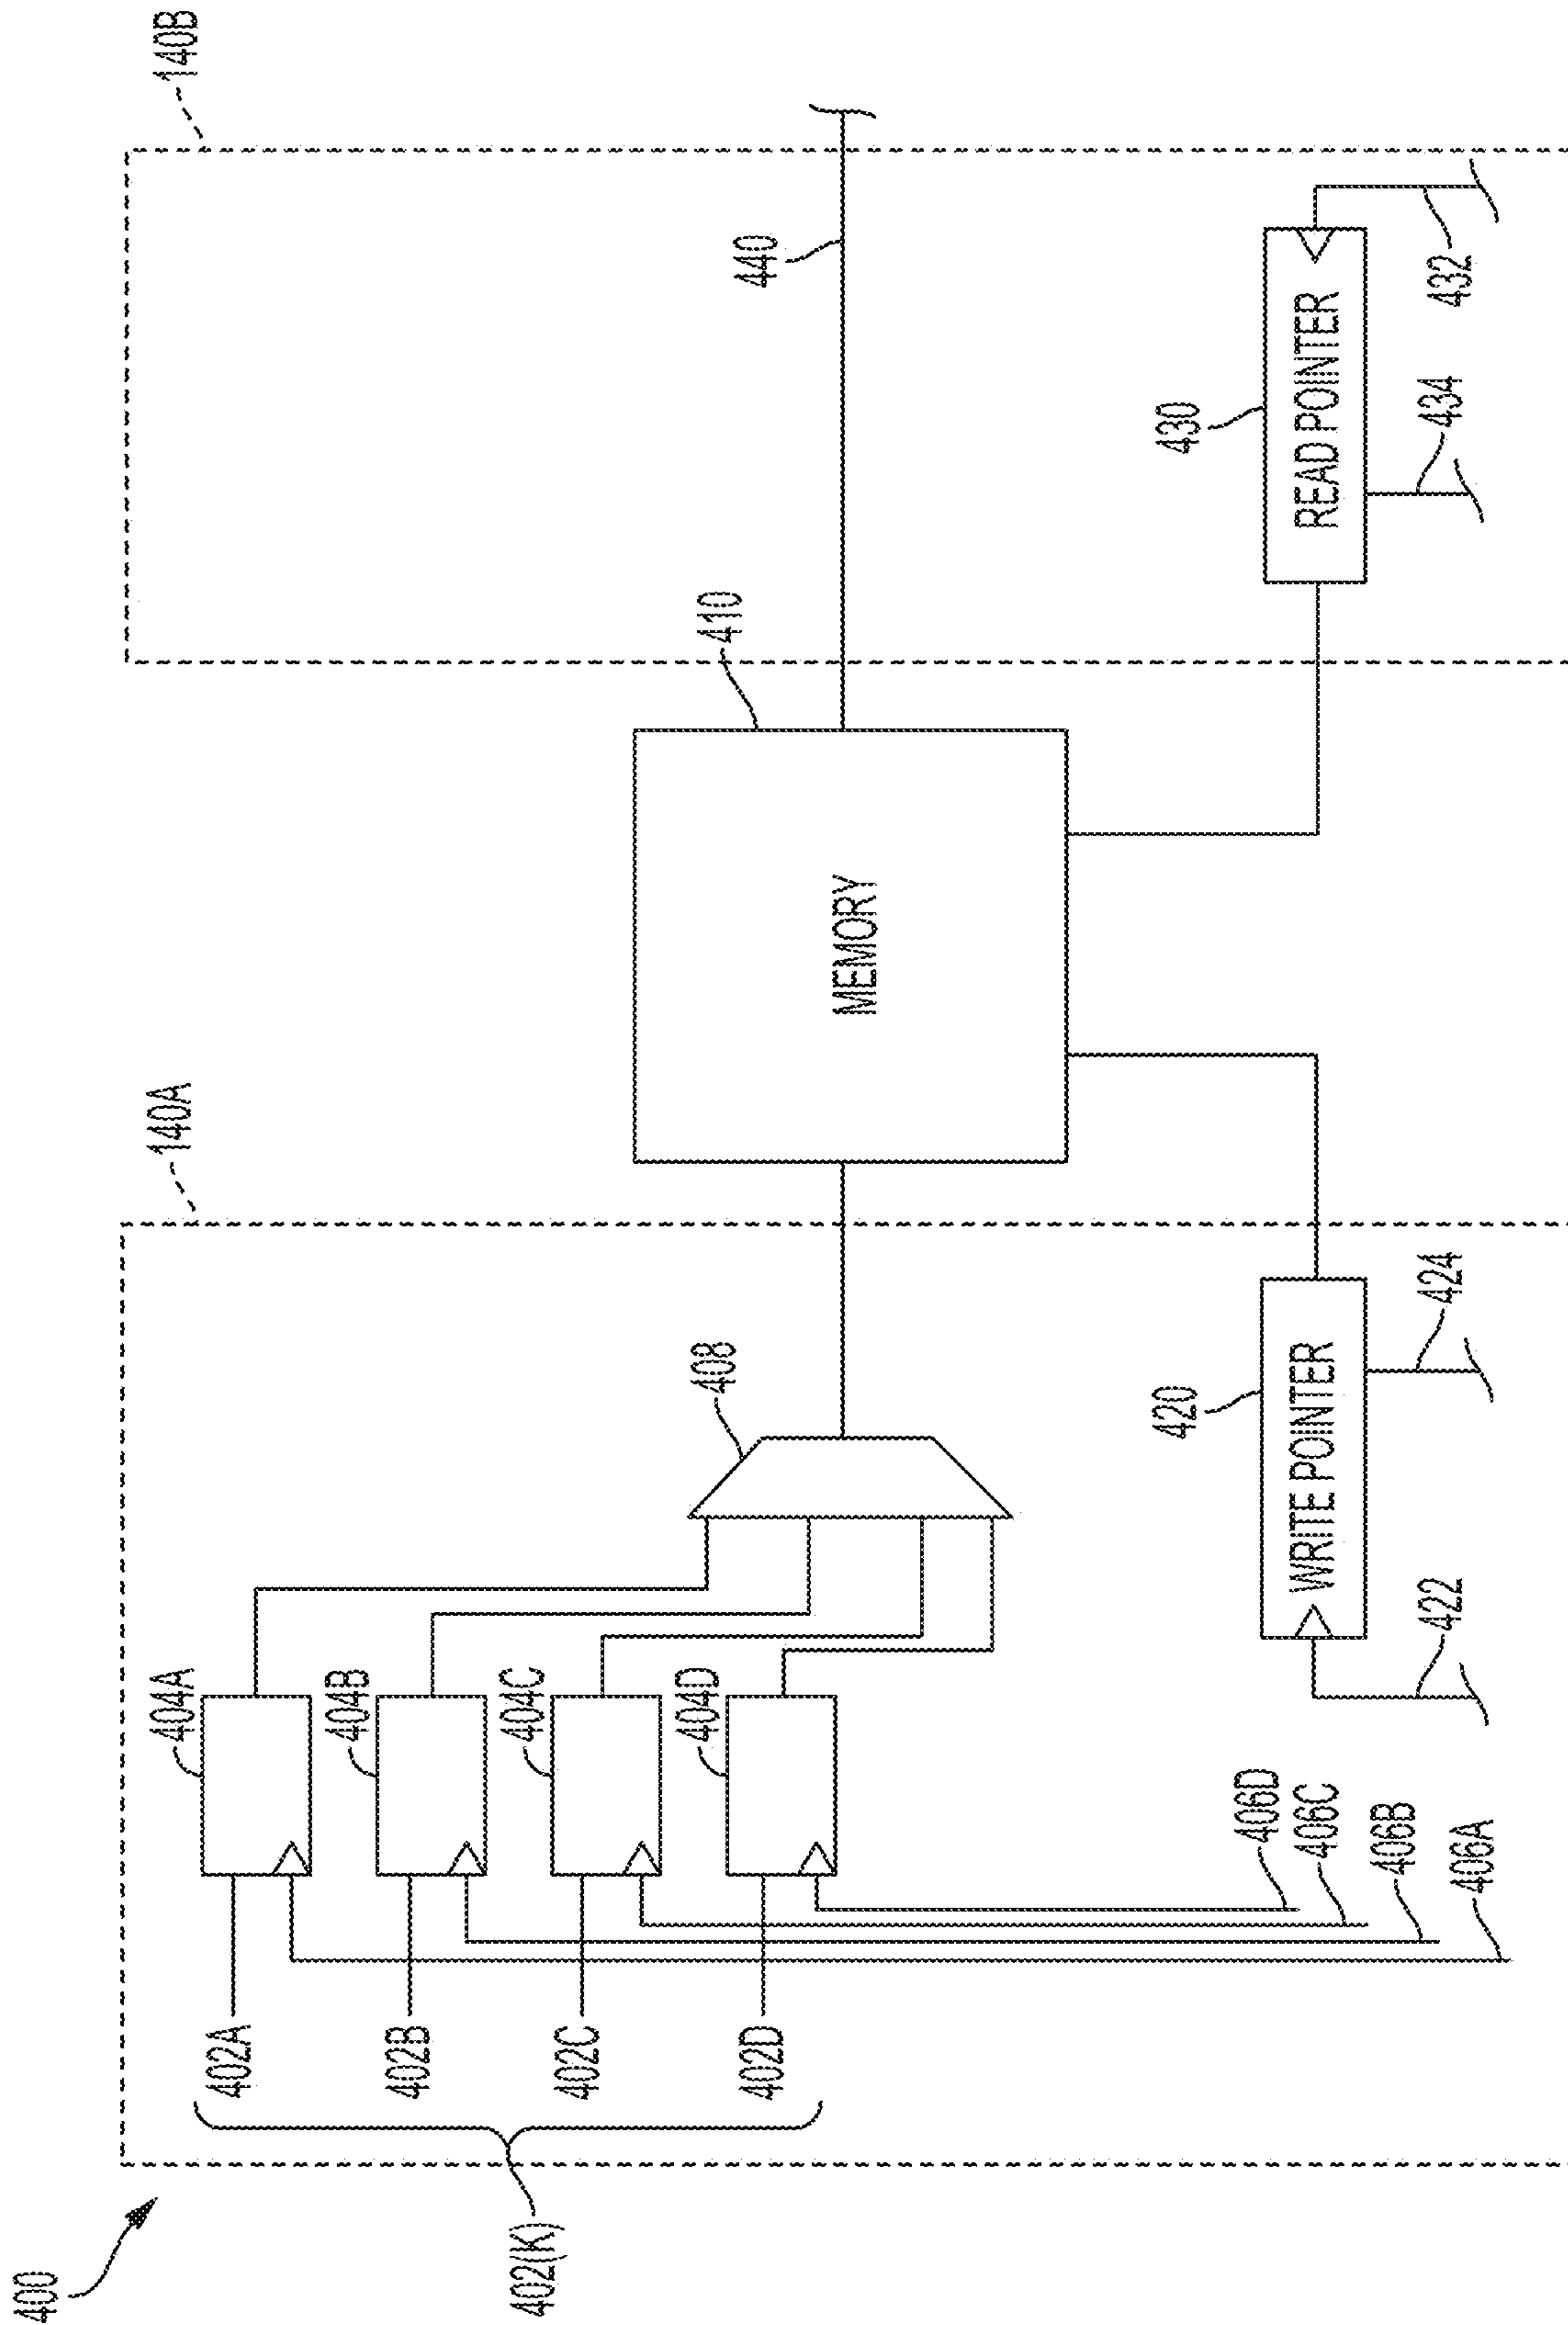 400
140A
140B
402(K)
402A
404A
402B
404B
402C
404C
402D
404D
408
410
MEMORY
440
406D
406C
406B
406A
420
WRITE POINTER
422
424
430
READ POINTER
434
432